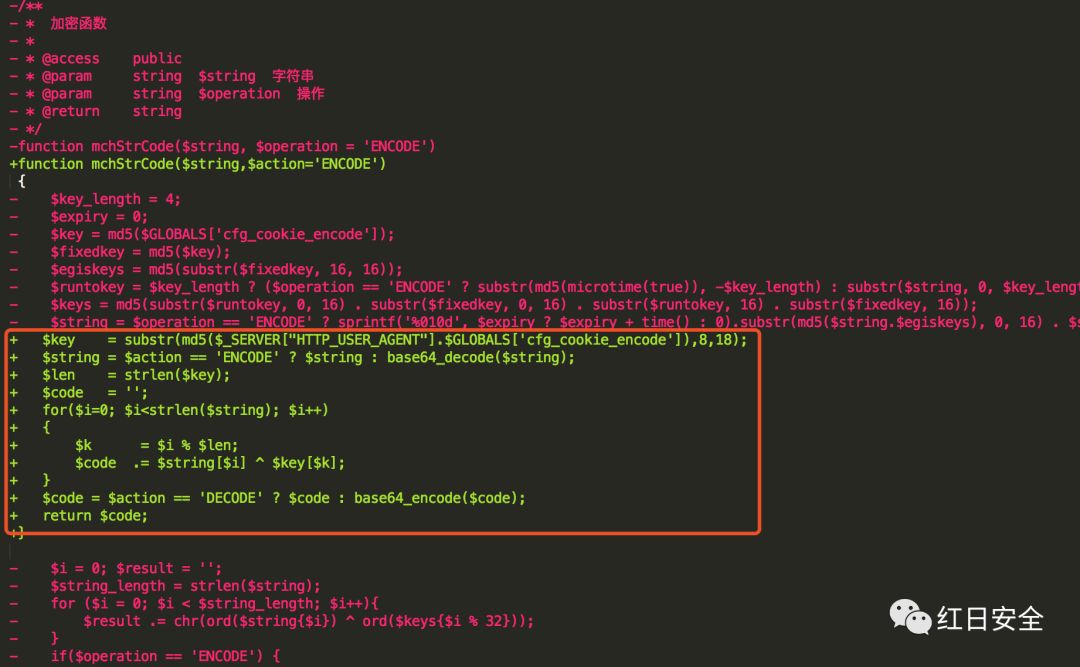 -/**
- *  加密函数
- *
- * @access    public
- * @param     string  $string  字符串
- * @param     string  $operation  操作
- * @return    string
- */
-function mchStrCode($string, $operation = 'ENCODE')
+function mchStrCode($string,$action='ENCODE')
 {
-    $key_length = 4;
-    $expiry = 0;
-    $key = md5($GLOBALS['cfg_cookie_encode']);
-    $fixedkey = md5($key);
-    $egiskeys = md5(substr($fixedkey, 16, 16));
-    $runtokey = $key_length ? ($operation == 'ENCODE' ? substr(md5(microtime(true)), -$key_length) : substr($string, 0, $key_lengt
-    $keys = md5(substr($runtokey, 0, 16) . substr($fixedkey, 0, 16) . substr($runtokey, 16) . substr($fixedkey, 16));
-    $string = $operation == 'ENCODE' ? sprintf('%010d', $expiry ? $expiry + time() : 0).substr(md5($string.$egiskeys), 0, 16) . $s
+   $key    = substr(md5($_SERVER["HTTP_USER_AGENT"].$GLOBALS['cfg_cookie_encode']),8,18);
+   $string = $action == 'ENCODE' ? $string : base64_decode($string);
+   $len    = strlen($key);
+   $code   = '';
+   for($i=0; $i<strlen($string); $i++)
+   {
+       $k      = $i % $len;
+       $code  .= $string[$i] ^ $key[$k];
+   }
+   $code = $action == 'DECODE' ? $code : base64_encode($code);
+   return $code;
+}
-    $i = 0; $result = '';
-    $string_length = strlen($string);
-    for ($i = 0; $i < $string_length; $i++){
-        $result .= chr(ord($string{$i}) ^ ord($keys{$i % 32}));
-    }
-    if($operation == 'ENCODE') {
红日安全